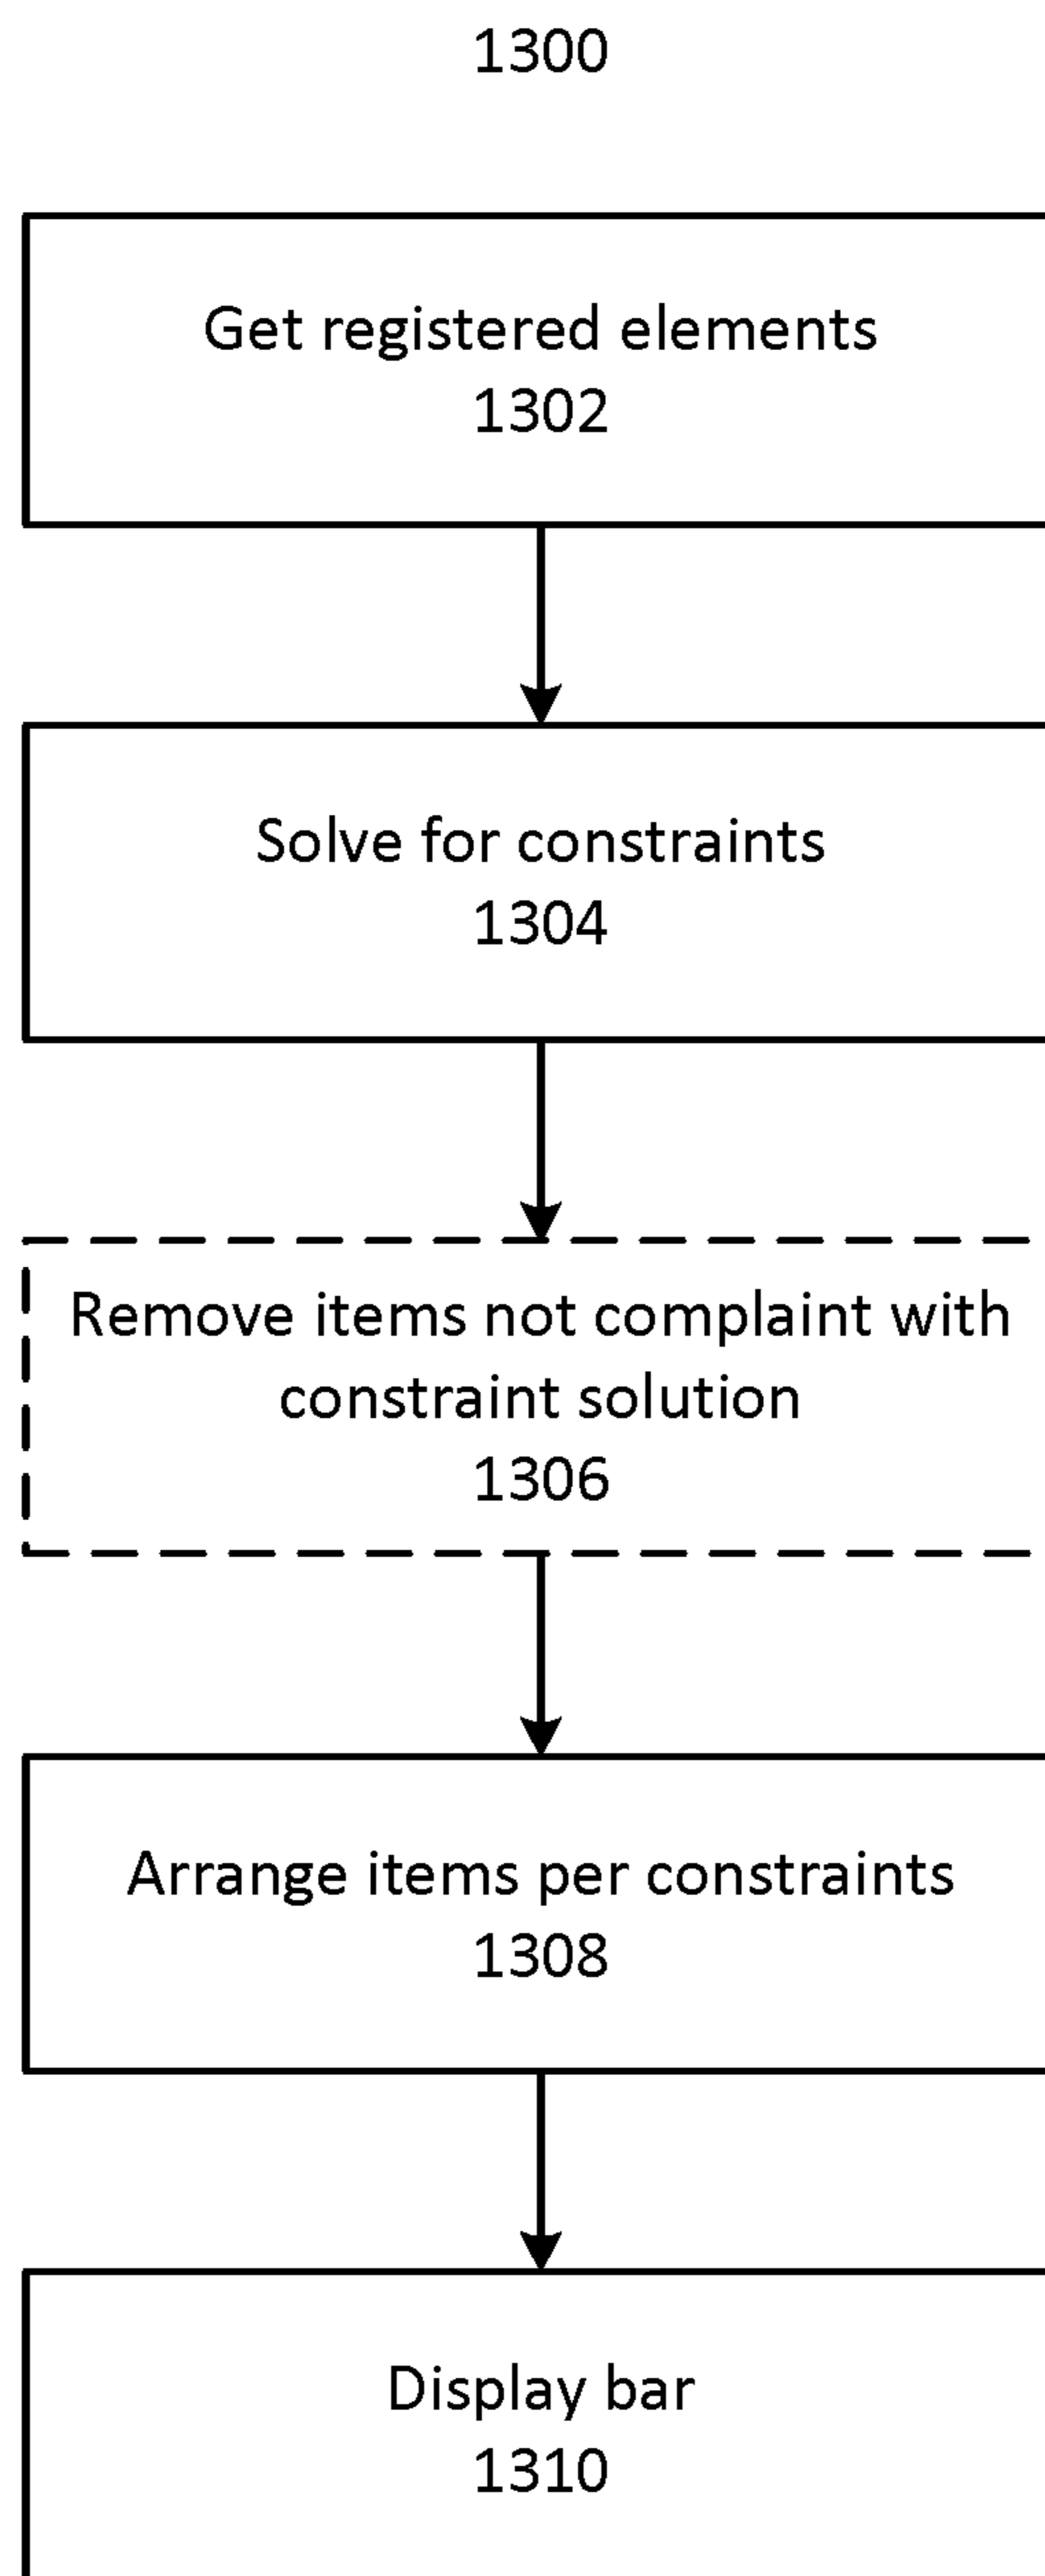 1300
Get registered elements
1302
Solve for constraints
1304
Remove items not complaint with
constraint solution
1306
Arrange items per constraints
1308
Display bar
1310